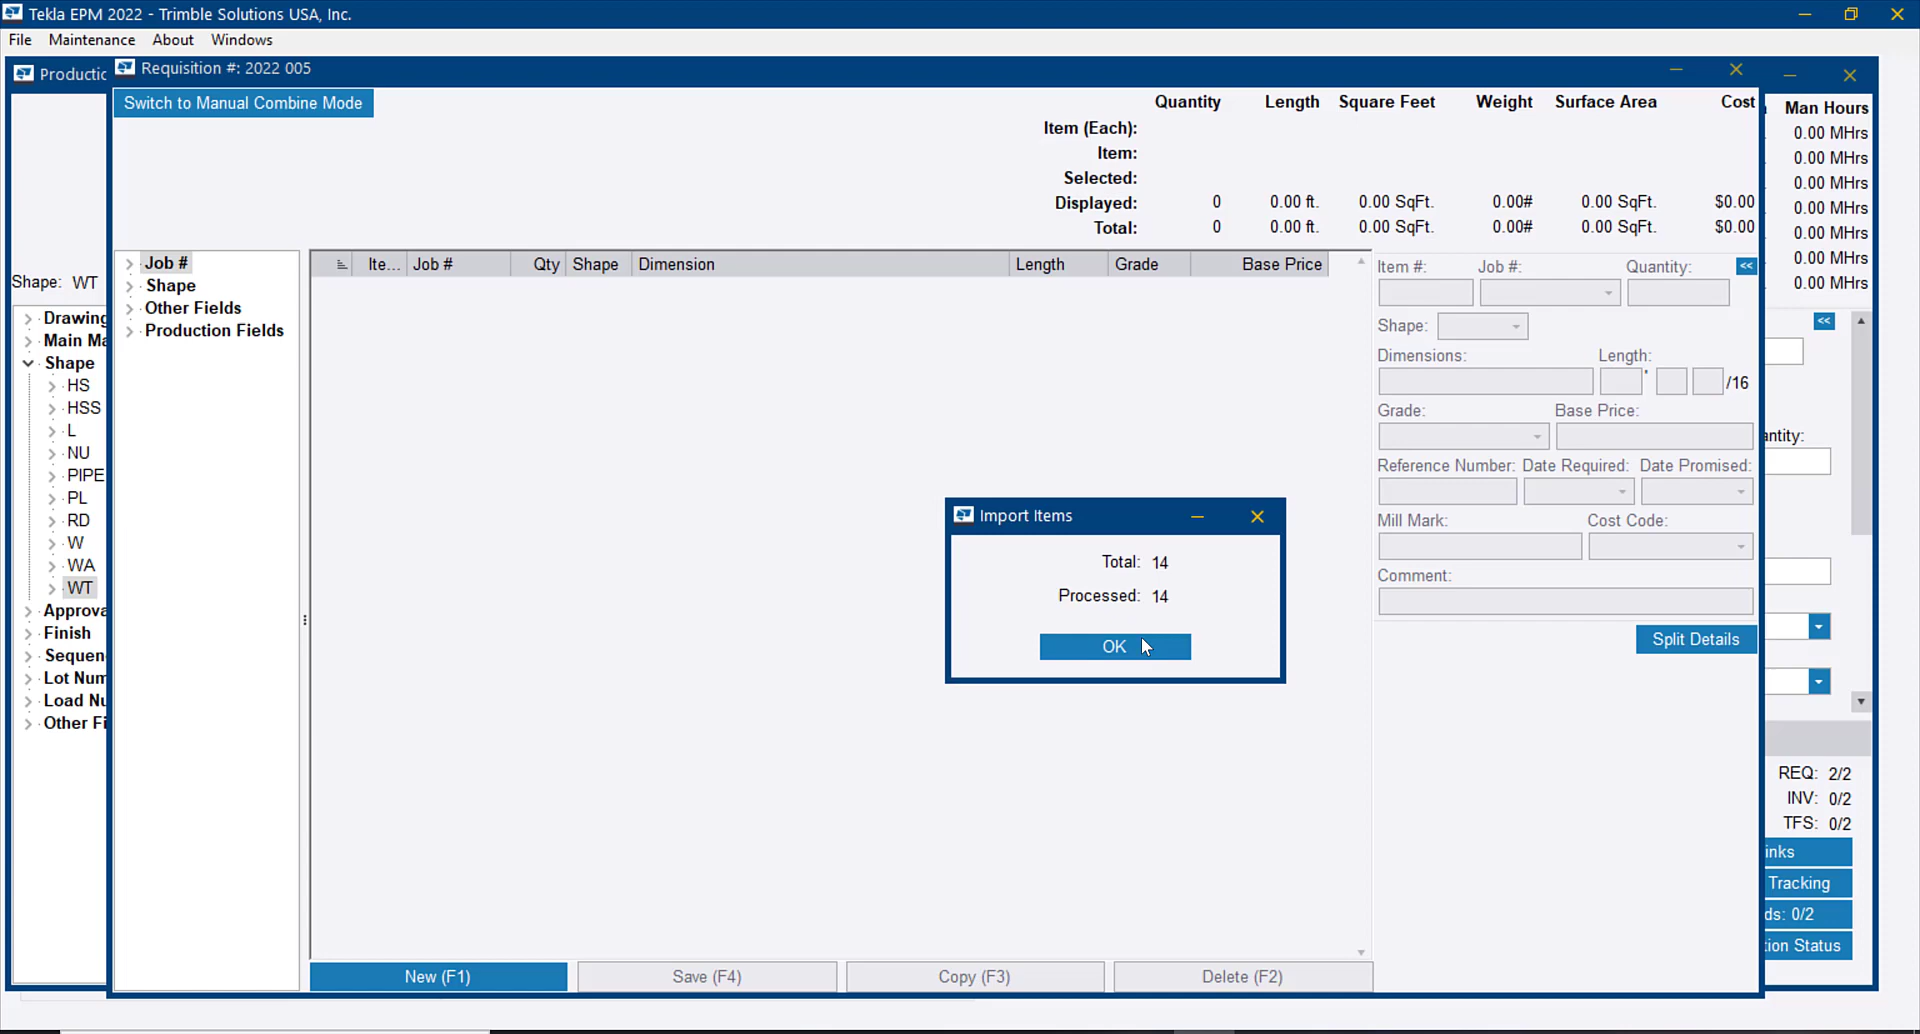 Tekla EPM 2022 - Trimble Solutions USA, Inc.
File Maintenance About Windows
Productic
Requisition #: 2022 005
Switch to Manual Combine Mode
Quantity Length Square Feet Weight Surface Area Cost
Item (Each):
Item:
Selected:
Displayed: 0 0.00 ft. 0.00 SqFt. 0.00# 0.00 SqFt. $0.00
Total: 0 0.00 ft. 0.00 SqFt. 0.00# 0.00 SqFt. $0.00
Man Hours
0.00 MHrs
0.00 MHrs
0.00 MHrs
0.00 MHrs
0.00 MHrs
0.00 MHrs
0.00 MHrs
Shape: WT
Drawing
Main Ma
Shape
HS
HSS
L
NU
PIPE
PL
RD
W
WA
WT
Approva
Finish
Sequen
Lot Num
Load Nu
Other Fi
Job #
Shape
Other Fields
Production Fields
Ite... Job # Qty Shape Dimension Length Grade Base Price
Item #: Job #: Quantity: <<
Shape:
Dimensions: Length:
' /16
Grade: Base Price:
Reference Number: Date Required: Date Promised:
Mill Mark: Cost Code:
Comment:
Split Details
Import Items
Total: 14
Processed: 14
OK
<<
antity:
REQ: 2/2
INV: 0/2
TFS: 0/2
inks
Tracking
ds: 0/2
tion Status
New (F1) Save (F4) Copy (F3) Delete (F2)